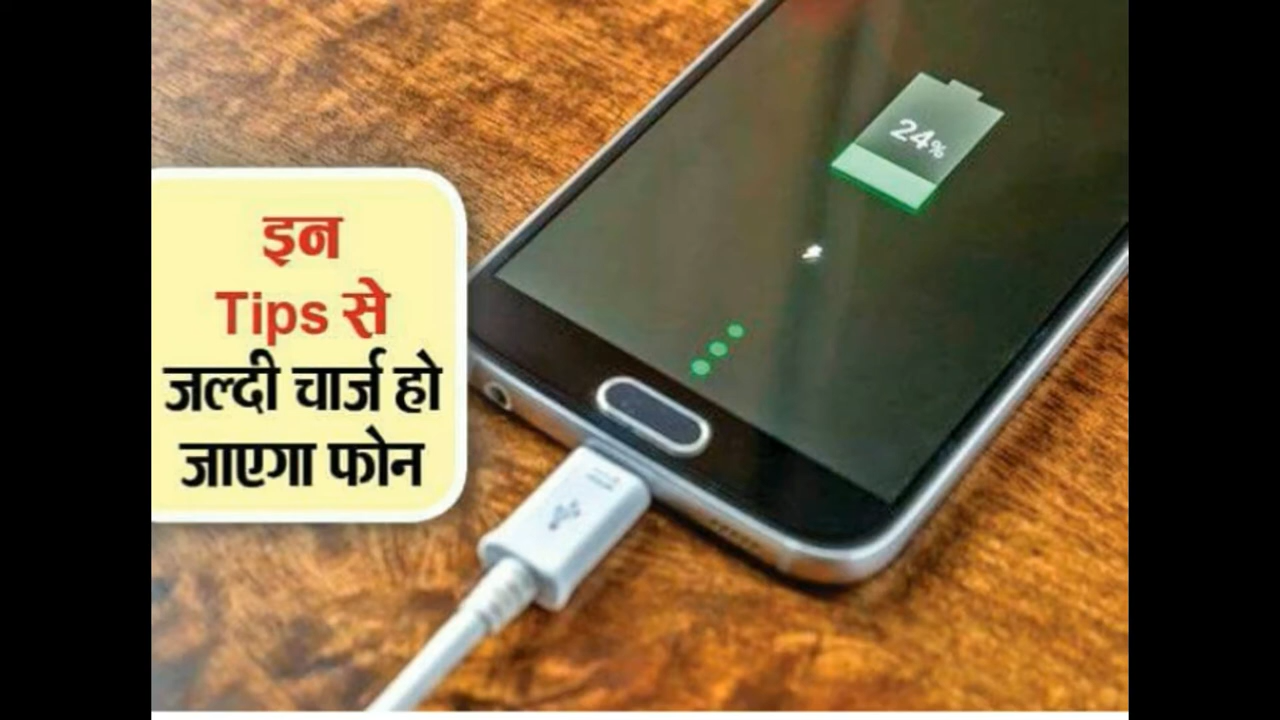 इन
Tips से
जल्दी चार्ज हो
जाएगा फोन
24%